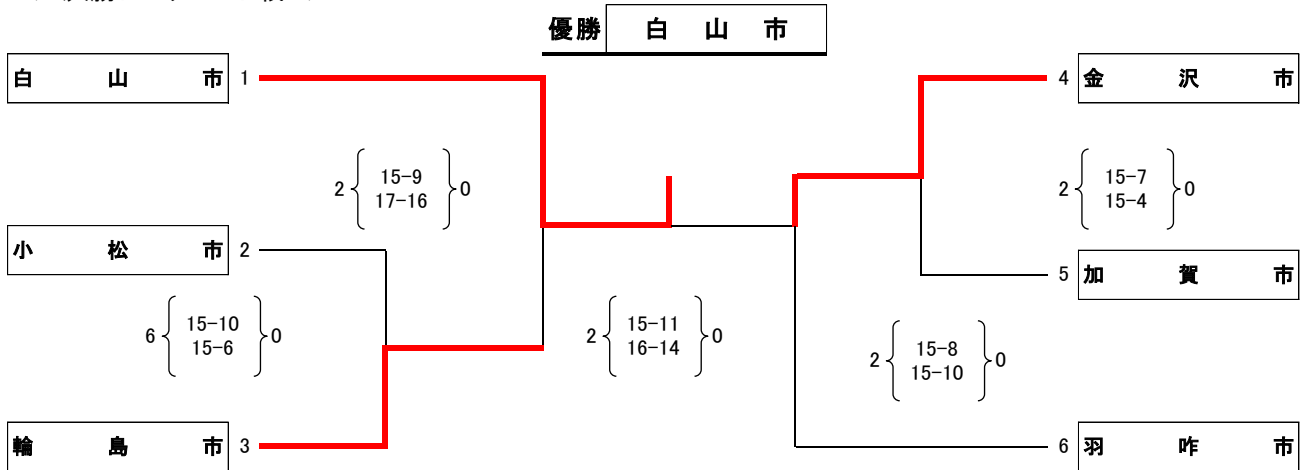 優勝 白山市
白山市 1
4 金沢市
2 { 15-9 17-16 } 0
2 { 15-7 15-4 } 0
小松市 2
5 加賀市
6 { 15-10 15-6 } 0
2 { 15-11 16-14 } 0
2 { 15-8 15-10 } 0
輪島市 3
6 羽咋市